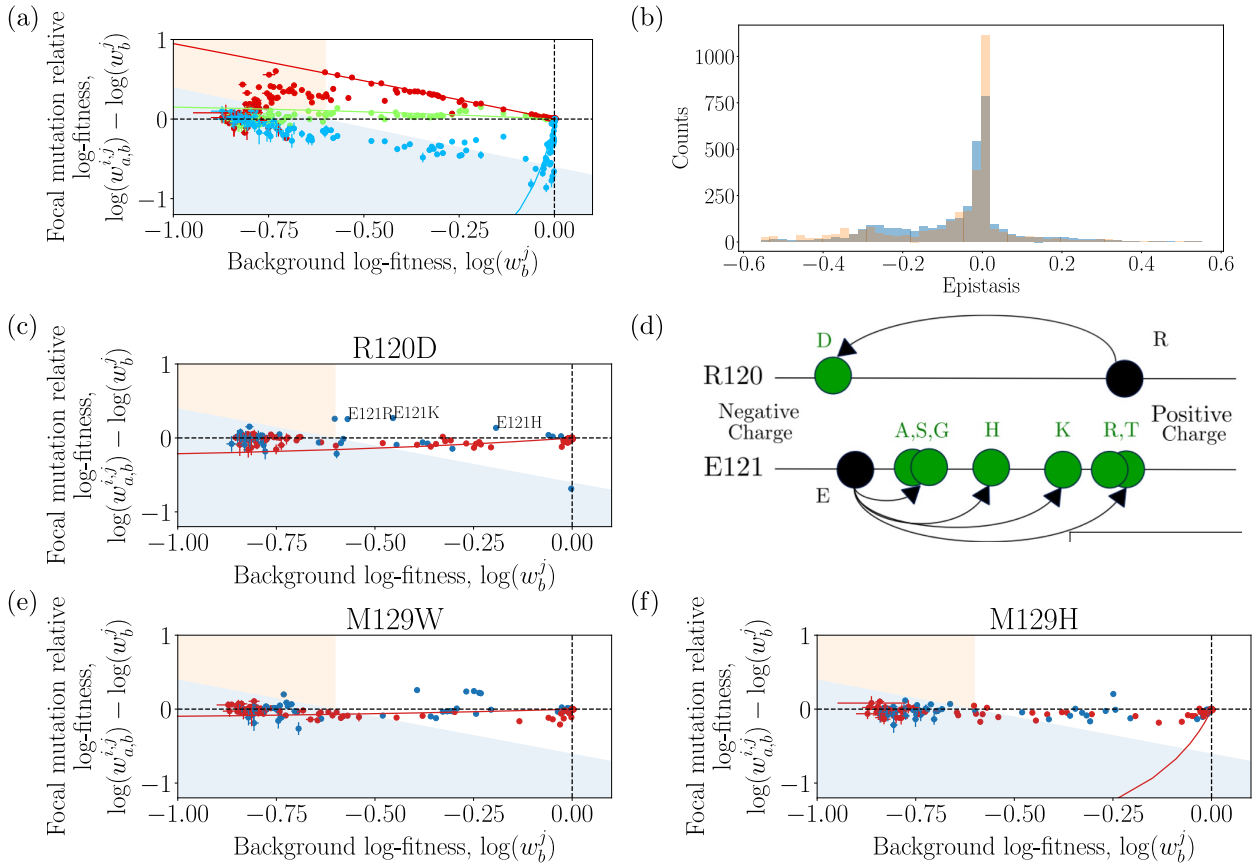 (a)
Focal mutation relative
log-fitness,
log(w_{a,b}^{i,j}) − log(w_b^j)
1
0
−1
−1.00
−0.75
−0.50
−0.25
0.00
Background log-fitness, log(w_b^j)
(b)
Counts
1000
750
500
250
0
−0.6
−0.4
−0.2
0.0
0.2
0.4
0.6
Epistasis
(c)
R120D
Focal mutation relative
log-fitness,
log(w_{a,b}^{i,j}) − log(w_b^j)
1
0
−1
E121R
E121K
E121H
−1.00
−0.75
−0.50
−0.25
0.00
Background log-fitness, log(w_b^j)
(d)
D
R
R120
Negative
Charge
Positive
Charge
A,S,G
H
K
R,T
E121
E
(e)
M129W
Focal mutation relative
log-fitness,
log(w_{a,b}^{i,j}) − log(w_b^j)
1
0
−1
−1.00
−0.75
−0.50
−0.25
0.00
Background log-fitness, log(w_b^j)
(f)
M129H
Focal mutation relative
log-fitness,
log(w_{a,b}^{i,j}) − log(w_b^j)
1
0
−1
−1.00
−0.75
−0.50
−0.25
0.00
Background log-fitness, log(w_b^j)